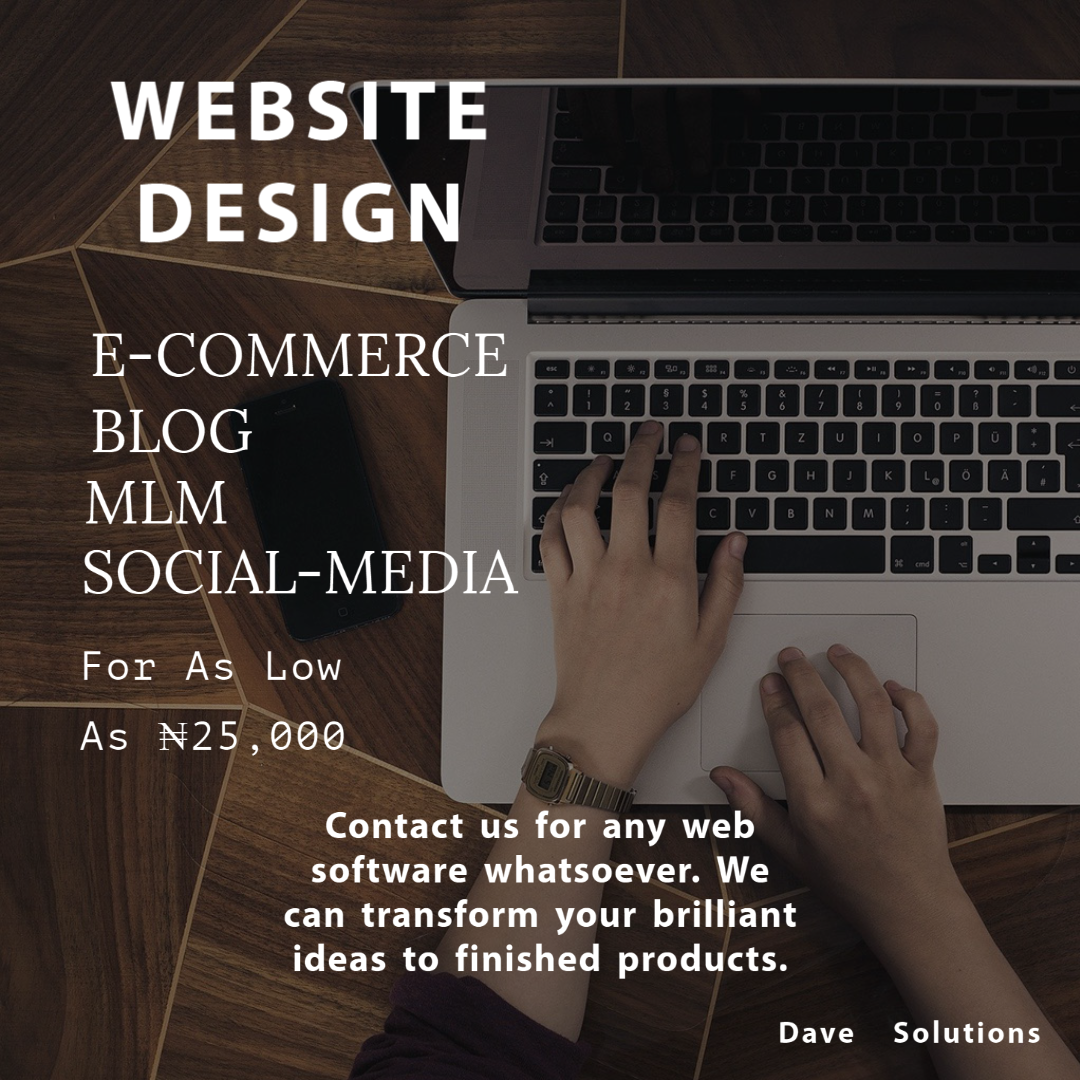 WEBSITE
DESIGN
E-COMMERCE
BLOG
MLM
SOCIAL-MEDIA
For As Low
As ₦25,000
Contact us for any web
software whatsoever. We
can transform your brilliant
ideas to finished products.
Dave Solutions